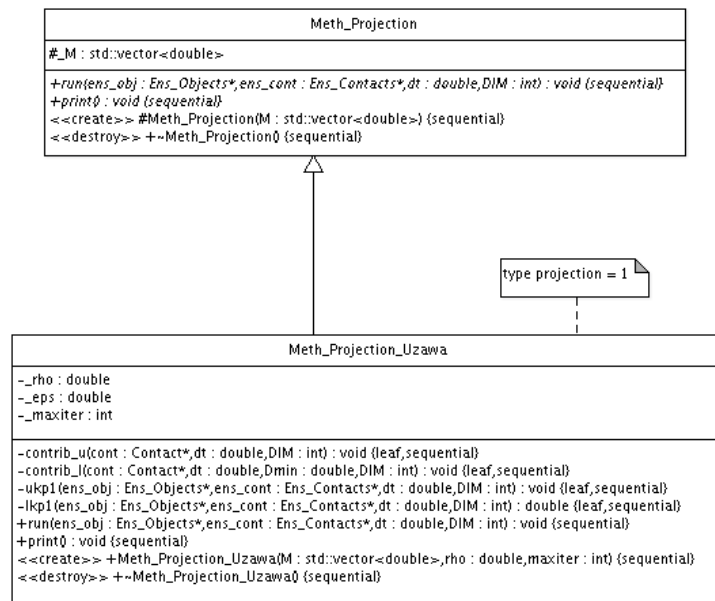 Meth_Projection
#_M : std::vector<double>
+run(ens_obj : Ens_Objects*,ens_cont : Ens_Contacts*,dt : double,DIM : int) : void {sequential}
+print() : void {sequential}
<<create>> #Meth_Projection(M : std::vector<double>) {sequential}
<<destroy>> +~Meth_Projection() {sequential}
type projection = 1
Meth_Projection_Uzawa
-_rho : double
-_eps : double
-_maxiter : int
-contrib_u(cont : Contact*,dt : double,DIM : int) : void {leaf,sequential}
-contrib_l(cont : Contact*,dt : double,Dmin : double,DIM : int) : void {leaf,sequential}
-ukp1(ens_obj : Ens_Objects*,ens_cont : Ens_Contacts*,dt : double,DIM : int) : void {leaf,sequential}
-lkp1(ens_obj : Ens_Objects*,ens_cont : Ens_Contacts*,dt : double,DIM : int) : double {leaf,sequential}
+run(ens_obj : Ens_Objects*,ens_cont : Ens_Contacts*,dt : double,DIM : int) : void {sequential}
+print() : void {sequential}
<<create>> +Meth_Projection_Uzawa(M : std::vector<double>,rho : double,maxiter : int) {sequential}
<<destroy>> +~Meth_Projection_Uzawa() {sequential}